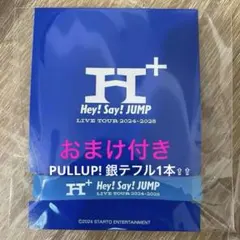 H+
Hey! Say! JUMP
LIVE TOUR 2024-2025
おまけ付き
PULLUP! 銀テフル1本⇧⇧
H+ Hey! Say! JUMP
LIVE TOUR 2024-2025
©2024 STARTO ENTERTAINMENT